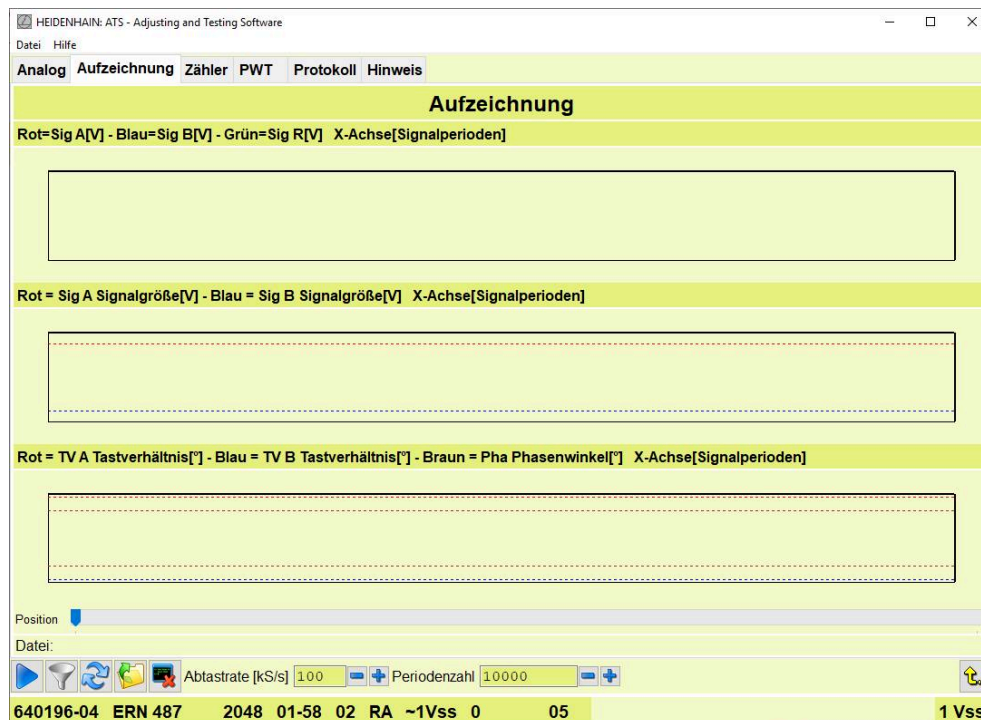 HEIDENHAIN: ATS - Adjusting and Testing Software
Datei Hilfe
Analog Aufzeichnung Zähler PWT Protokoll Hinweis
Aufzeichnung
Rot=Sig A[V] - Blau=Sig B[V] - Grün=Sig R[V] X-Achse[Signalperioden]
Rot = Sig A Signalgröße[V] - Blau = Sig B Signalgröße[V] X-Achse[Signalperioden]
Rot = TV A Tastverhältnis[°] - Blau = TV B Tastverhältnis[°] - Braun = Pha Phasenwinkel[°] X-Achse[Signalperioden]
Position
Datei:
Abtastrate [kS/s] 100 Periodenzahl 10000
640196-04 ERN 487 2048 01-58 02 RA ~1Vss 0 05 1 Vss